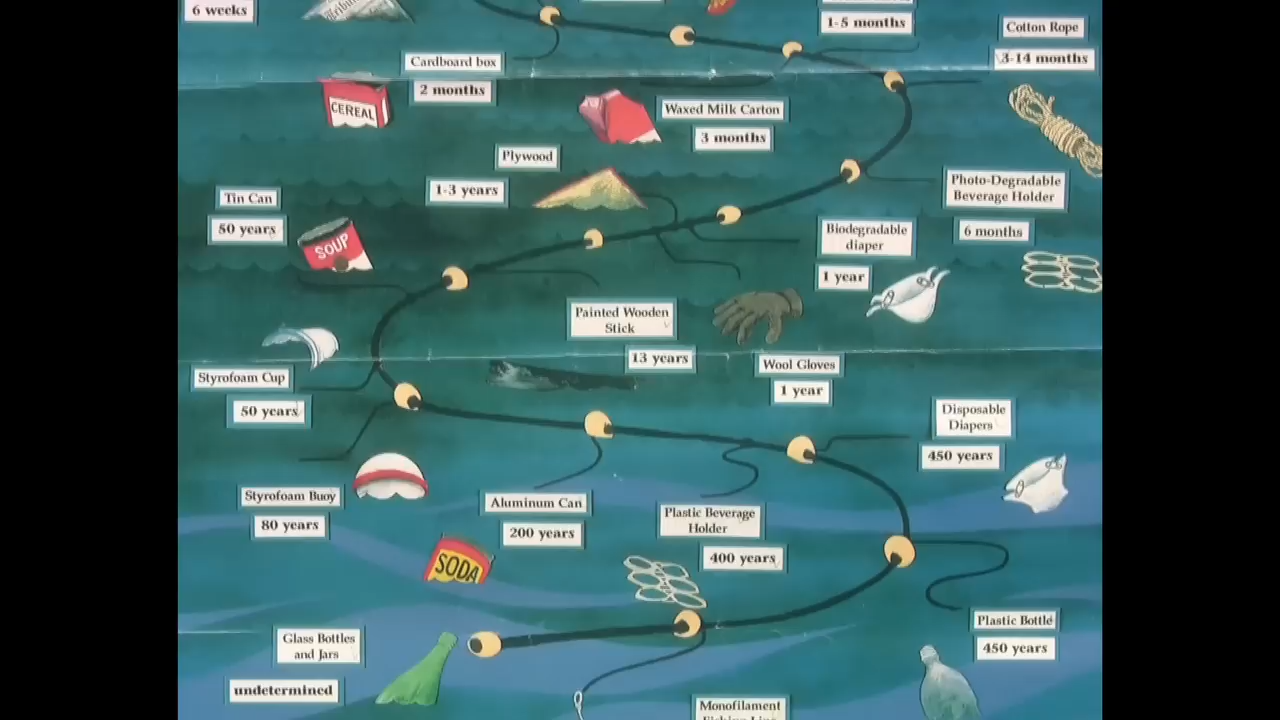 6 weeks
Tribune
1-5 months
Cotton Rope
3-14 months
Cardboard box
2 months
CEREAL
Waxed Milk Carton
3 months
Plywood
1-3 years
Photo-Degradable
Beverage Holder
6 months
Tin Can
50 years
SOUP
Biodegradable
diaper
1 year
Painted Wooden
Stick
13 years
Wool Gloves
1 year
Styrofoam Cup
50 years
Disposable
Diapers
450 years
Styrofoam Buoy
80 years
Aluminum Can
200 years
Plastic Beverage
Holder
400 years
SODA
Plastic Bottle
450 years
Glass Bottles
and Jars
undetermined
Monofilament
Fishing Line